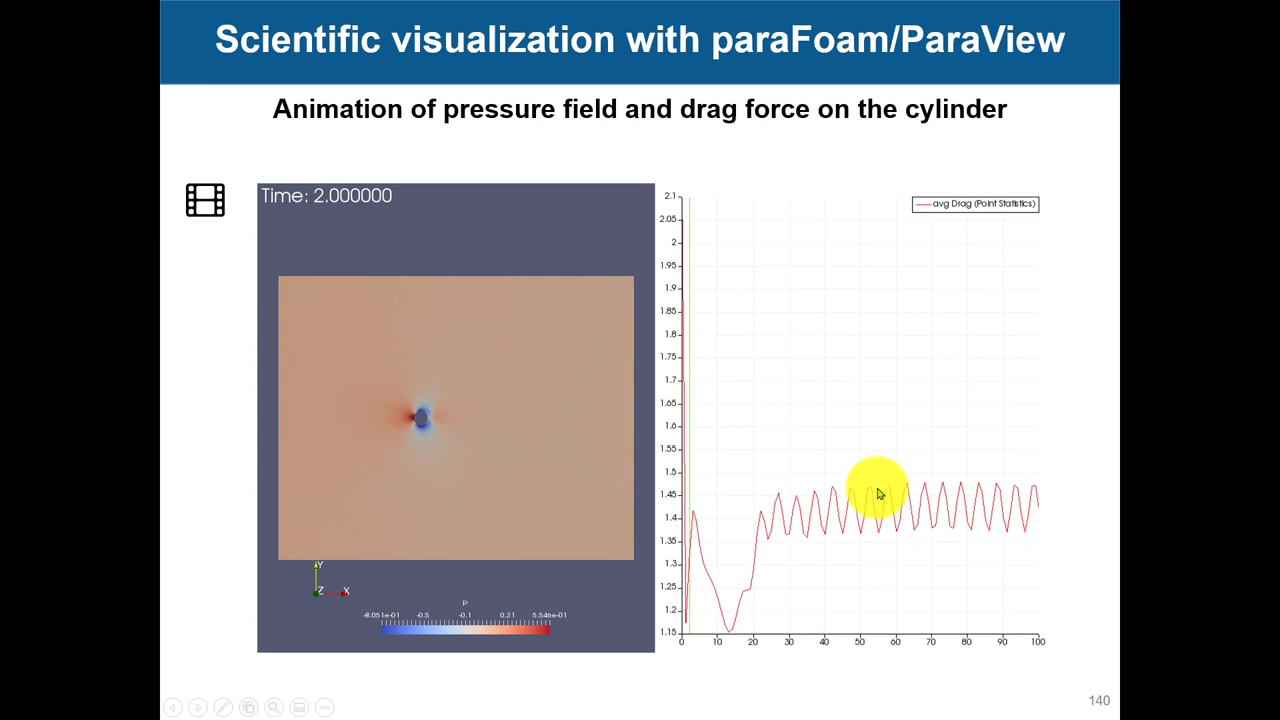 Scientific visualization with paraFoam/ParaView
Animation of pressure field and drag force on the cylinder
Time: 2.000000
Y
Z
X
P
-8.051e-01 -0.5 -0.1 0.21 5.546e-01
avg Drag (Point Statistics)
2.1
2.05
2
1.95
1.9
1.85
1.8
1.75
1.7
1.65
1.6
1.55
1.5
1.45
1.4
1.35
1.3
1.25
1.2
1.15
0 10 20 30 40 50 60 70 80 90 100
140